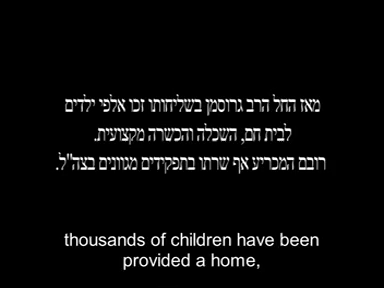 מאז החל הרב גרוסמן בשליחותו זכו אלפי ילדים
לבית חם, השכלה והכשרה מקצועית.
רובם המכריע אף שרתו בתפקידים מגוונים בצה"ל.
thousands of children have been
provided a home,